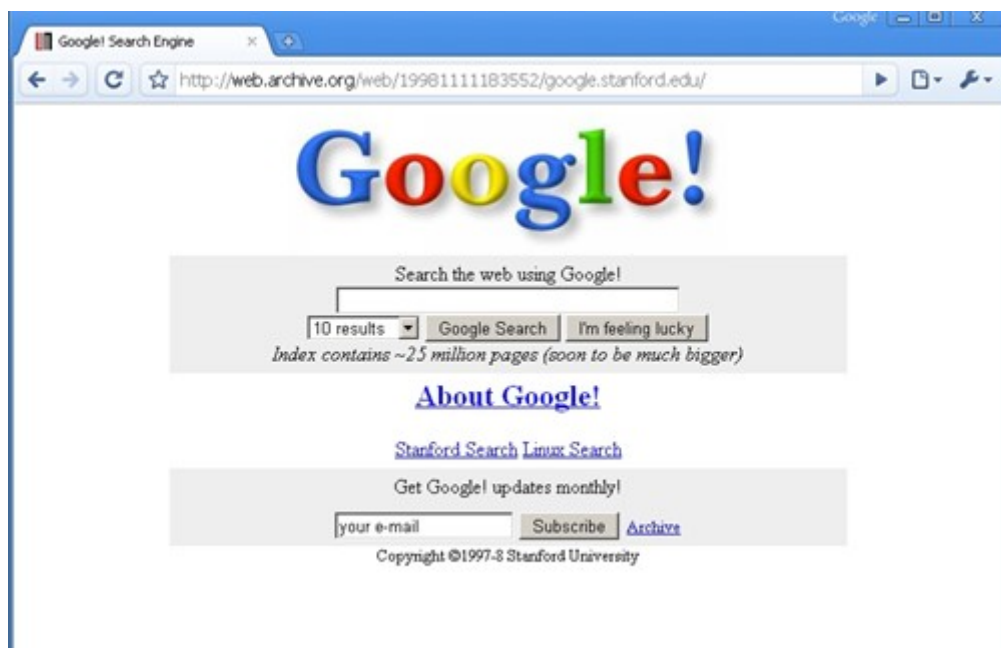 Google
Google! Search Engine
http://web.archive.org/web/19981111183552/google.stanford.edu/
Google!
Search the web using Google!
10 results Google Search I'm feeling lucky
Index contains ~25 million pages (soon to be much bigger)
About Google!
Stanford Search Linux Search
Get Google! updates monthly!
your e-mail Subscribe Archive
Copyright ©1997-8 Stanford University